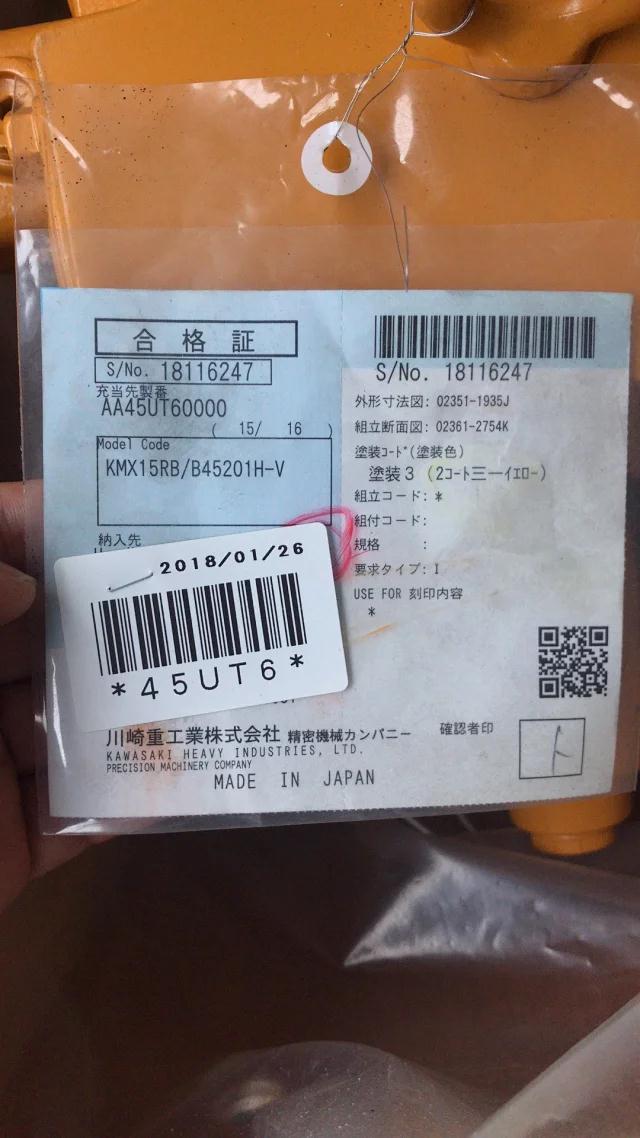 合格証
S/No. 18116247
充当先製番
AA45UT60000
( 15/ 16 )
Model Code
KMX15RB/B45201H-V
納入先
2018/01/26
*45UT6*
川崎重工業株式会社 精密機械カンパニー
KAWASAKI HEAVY INDUSTRIES, LTD.
PRECISION MACHINERY COMPANY
MADE IN JAPAN
S/No. 18116247
外形寸法図: 02351-1935J
組立断面図: 02361-2754K
塗装コード(塗装色)
塗装3 (2コート三一イエロー)
組立コード: *
組付コード:
規格 :
要求タイプ: I
USE FOR 刻印内容
*
確認者印